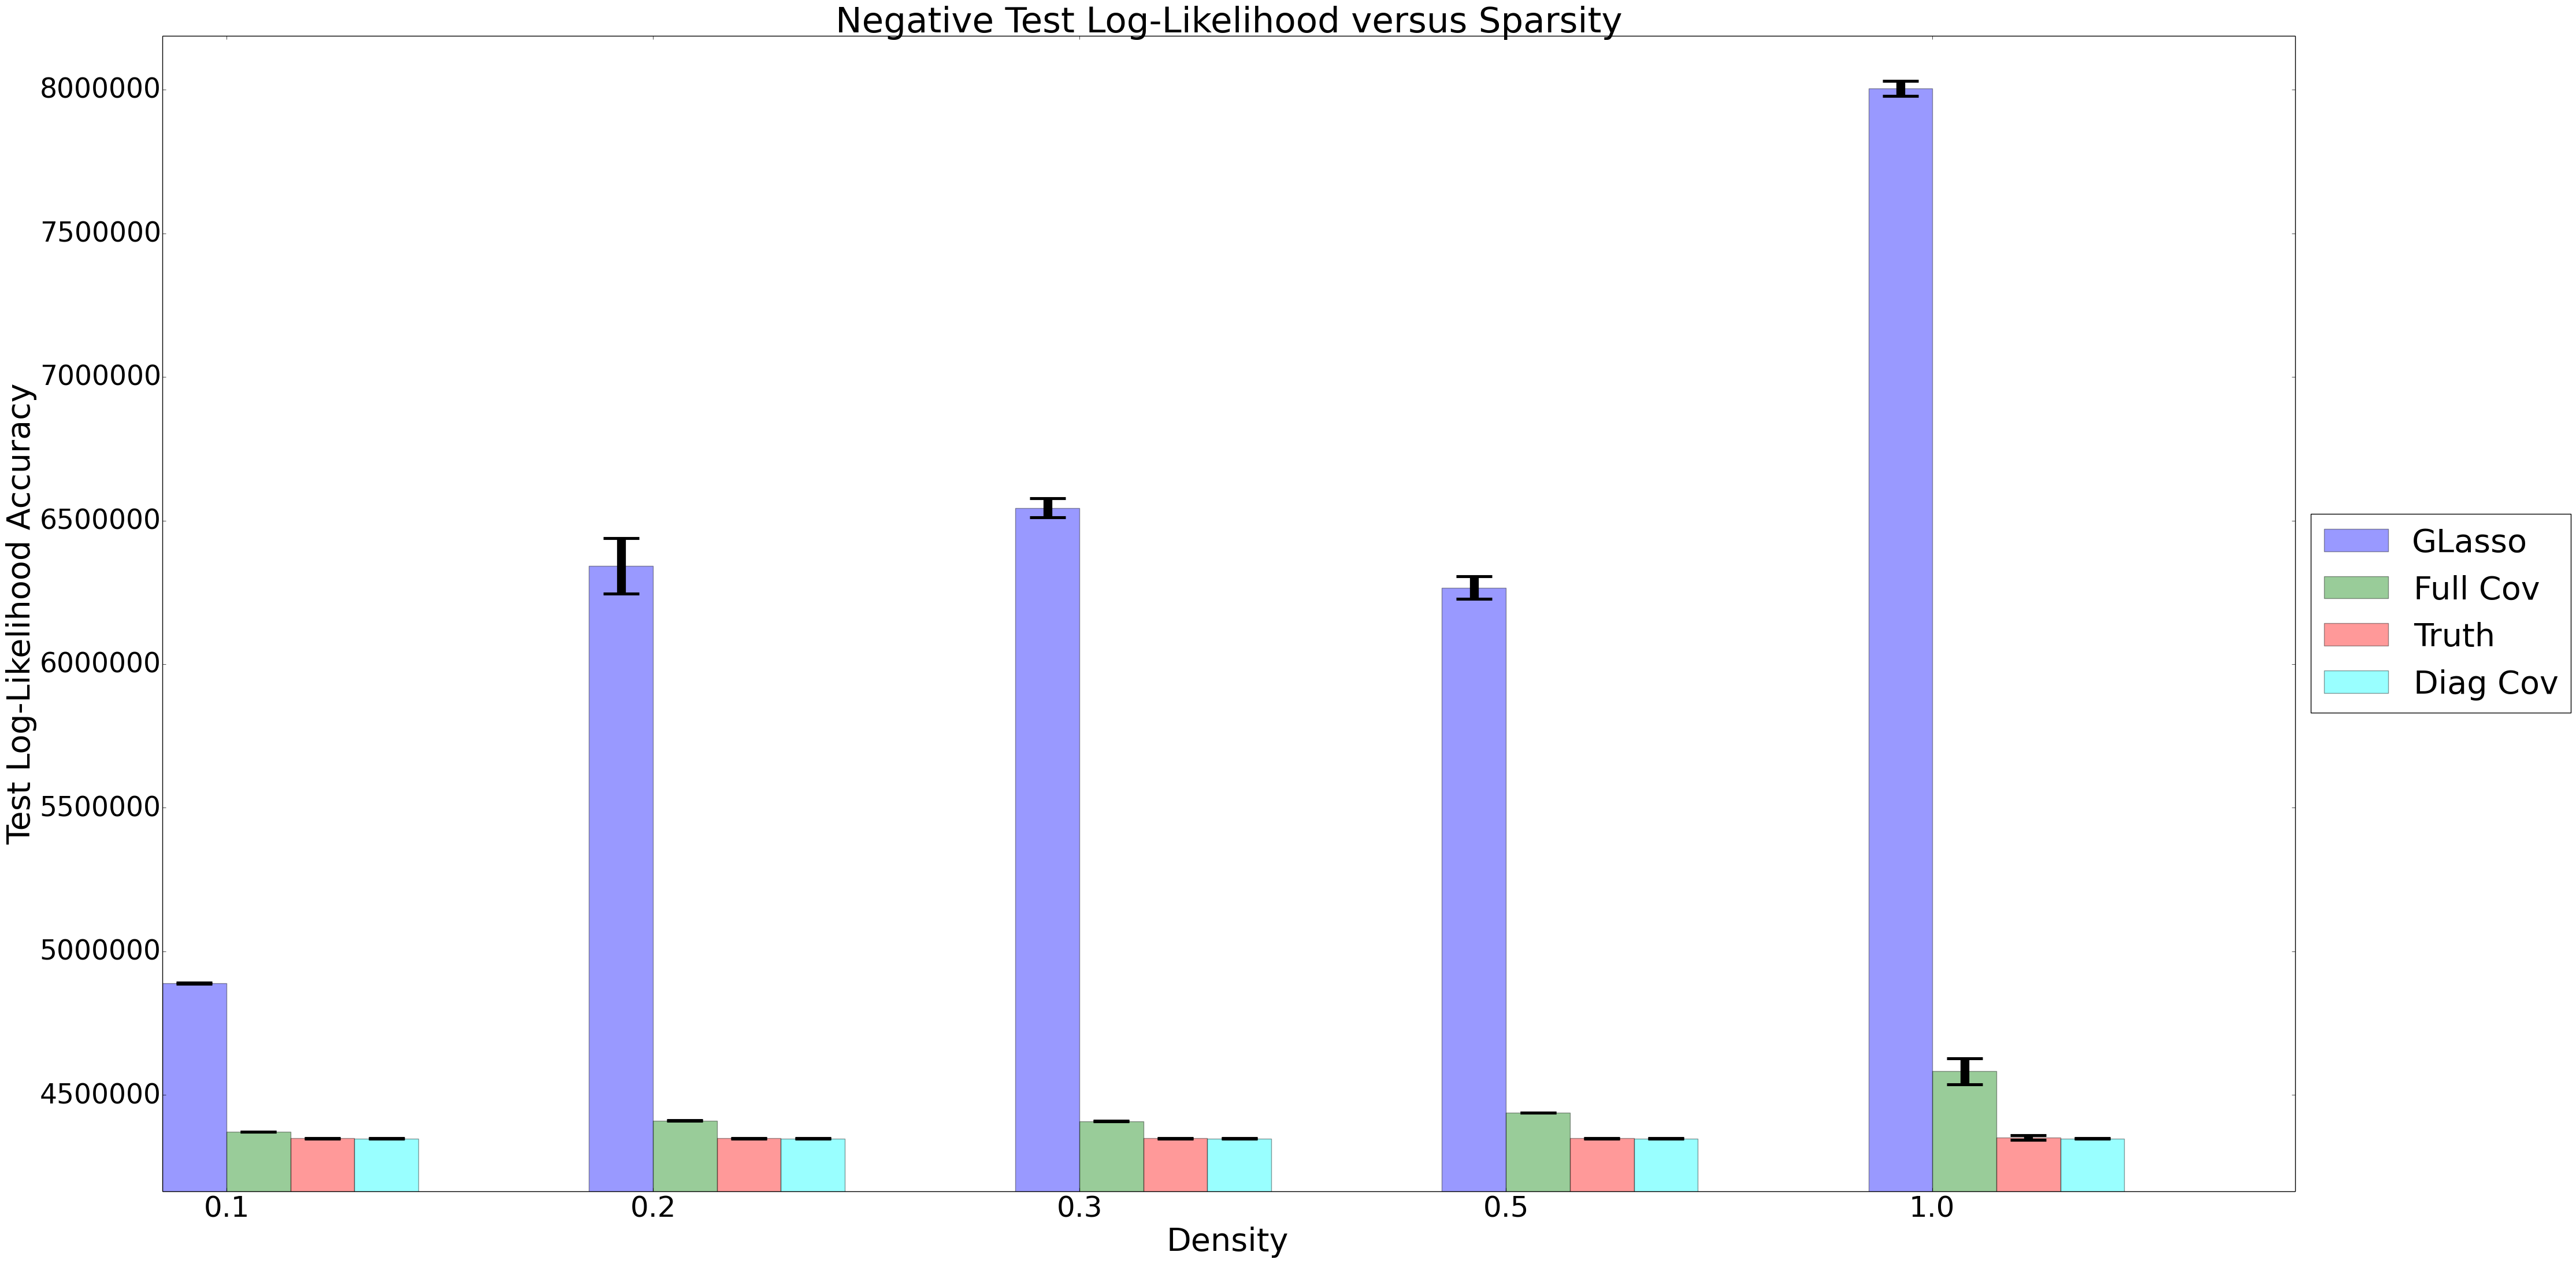 Negative Test Log-Likelihood versus Sparsity
Test Log-Likelihood Accuracy
8000000
7500000
7000000
6500000
6000000
5500000
5000000
4500000
0.1 0.2 0.3 0.5 1.0
Density
GLasso
Full Cov
Truth
Diag Cov